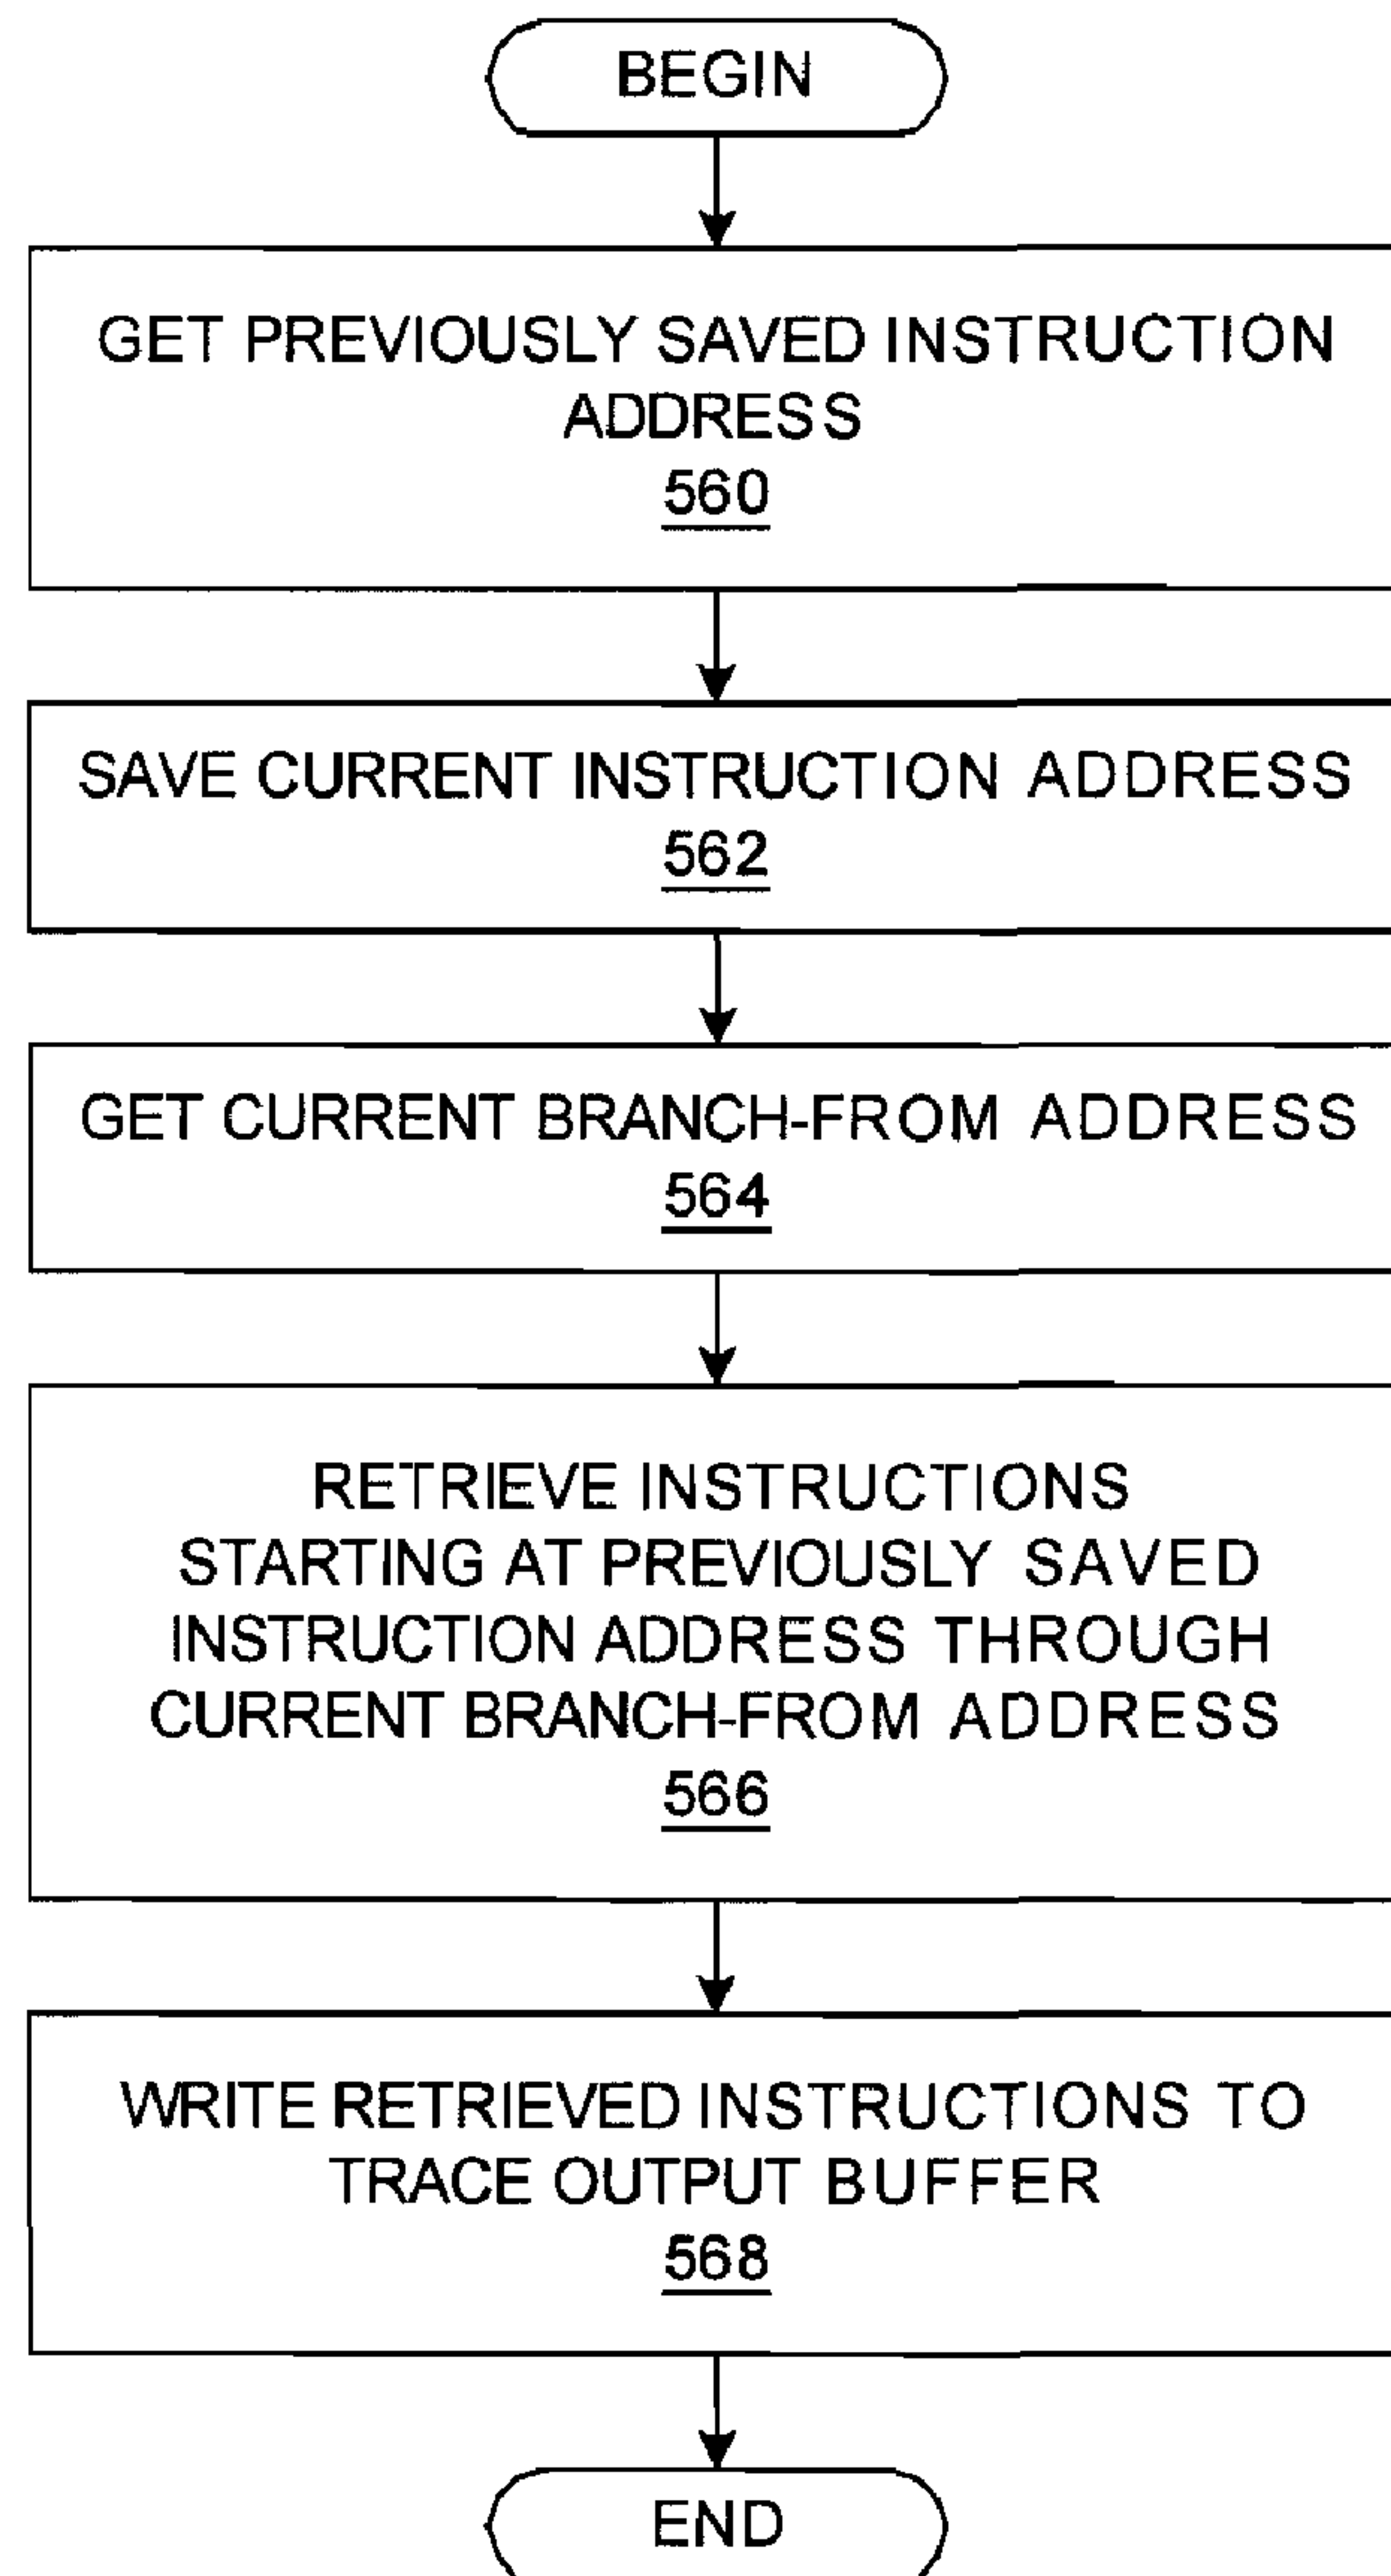 BEGIN
GET PREVIOUSLY SAVED INSTRUCTION
ADDRESS
560
SAVE CURRENT INSTRUCTION ADDRESS
562
GET CURRENT BRANCH-FROM ADDRESS
564
RETRIEVE INSTRUCTIONS
STARTING AT PREVIOUSLY SAVED
INSTRUCTION ADDRESS THROUGH
CURRENT BRANCH-FROM ADDRESS
566
WRITE RETRIEVED INSTRUCTIONS TO
TRACE OUTPUT BUFFER
568
END